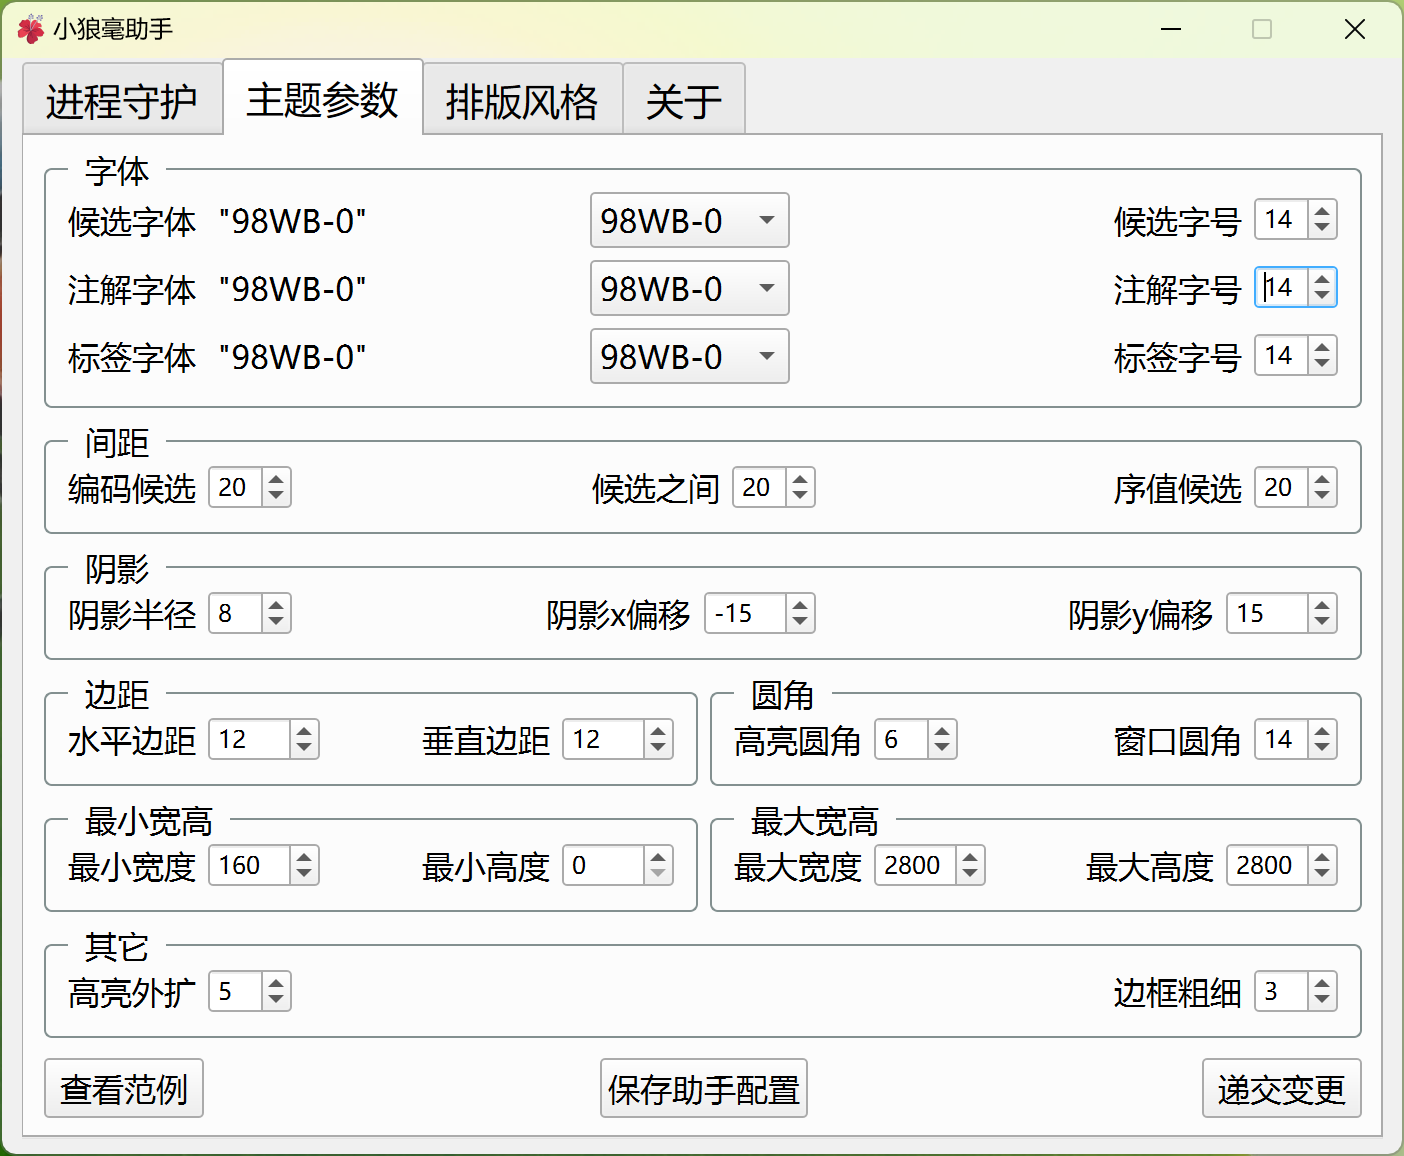 小狼毫助手
进程守护 主题参数 排版风格 关于
字体
候选字体 "98WB-0" 98WB-0 候选字号 14
注解字体 "98WB-0" 98WB-0 注解字号 14
标签字体 "98WB-0" 98WB-0 标签字号 14
间距
编码候选 20 候选之间 20 序值候选 20
阴影
阴影半径 8 阴影x偏移 -15 阴影y偏移 15
边距 圆角
水平边距 12 垂直边距 12 高亮圆角 6 窗口圆角 14
最小宽高 最大宽高
最小宽度 160 最小高度 0 最大宽度 2800 最大高度 2800
其它
高亮外扩 5 边框粗细 3
查看范例 保存助手配置 递交变更